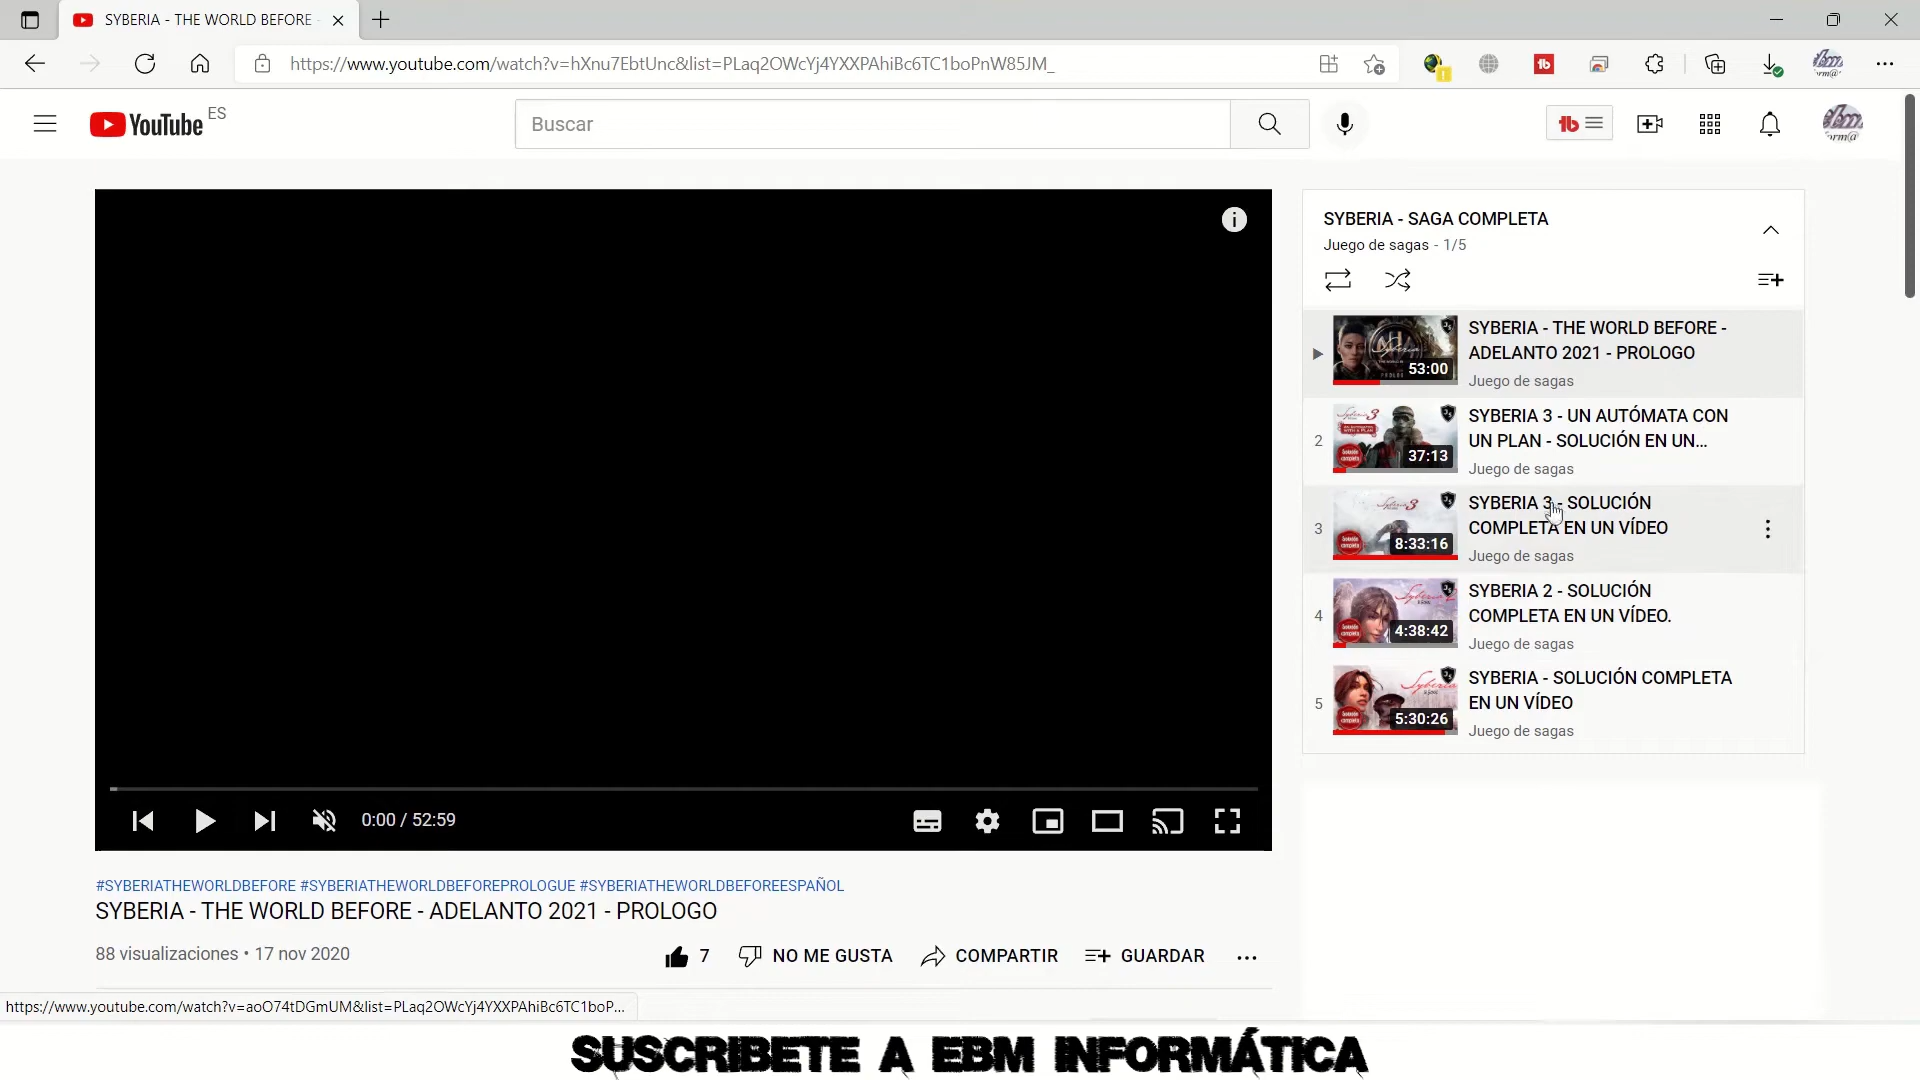 SYBERIA - THE WORLD BEFORE -
https://www.youtube.com/watch?v=hXnu7EbtUnc&list=PLaq2OWcYj4YXXPAhiBc6TC1boPnW85JM_
YouTube ES
Buscar
SYBERIA - SAGA COMPLETA
Juego de sagas - 1/5
SYBERIA - THE WORLD BEFORE -
ADELANTO 2021 - PROLOGO
53:00
Juego de sagas
2
SYBERIA 3 - UN AUTÓMATA CON
UN PLAN - SOLUCIÓN EN UN...
37:13
Juego de sagas
3
SYBERIA 3 - SOLUCIÓN
COMPLETA EN UN VÍDEO
8:33:16
Juego de sagas
4
SYBERIA 2 - SOLUCIÓN
COMPLETA EN UN VÍDEO.
4:38:42
Juego de sagas
5
SYBERIA - SOLUCIÓN COMPLETA
EN UN VÍDEO
5:30:26
Juego de sagas
0:00 / 52:59
#SYBERIATHEWORLDBEFORE #SYBERIATHEWORLDBEFOREPROLOGUE #SYBERIATHEWORLDBEFOREESPAÑOL
SYBERIA - THE WORLD BEFORE - ADELANTO 2021 - PROLOGO
88 visualizaciones • 17 nov 2020
7 NO ME GUSTA COMPARTIR GUARDAR
https://www.youtube.com/watch?v=aoO74tDGmUM&list=PLaq2OWcYj4YXXPAhiBc6TC1boP...
SUSCRIBETE A EBM INFORMÁTICA